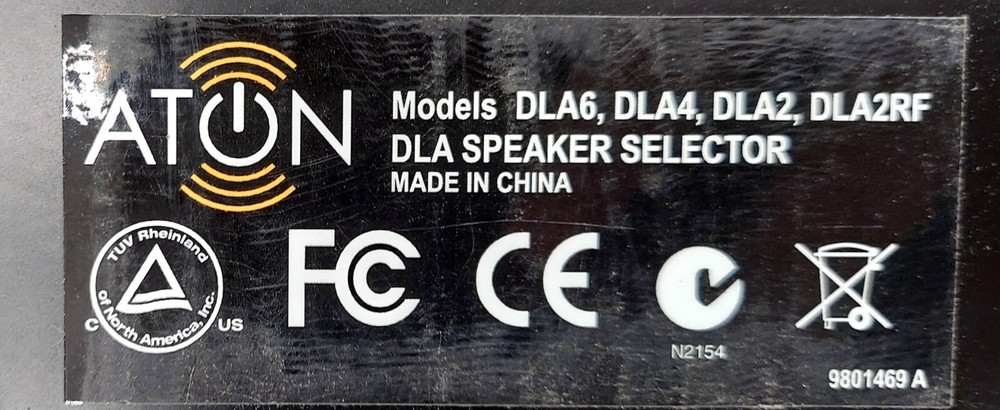 ATON
Models DLA6, DLA4, DLA2, DLA2RF
DLA SPEAKER SELECTOR
MADE IN CHINA
TUV Rheinland
of North America, Inc.
C US
FC
CE
N2154
9801469 A